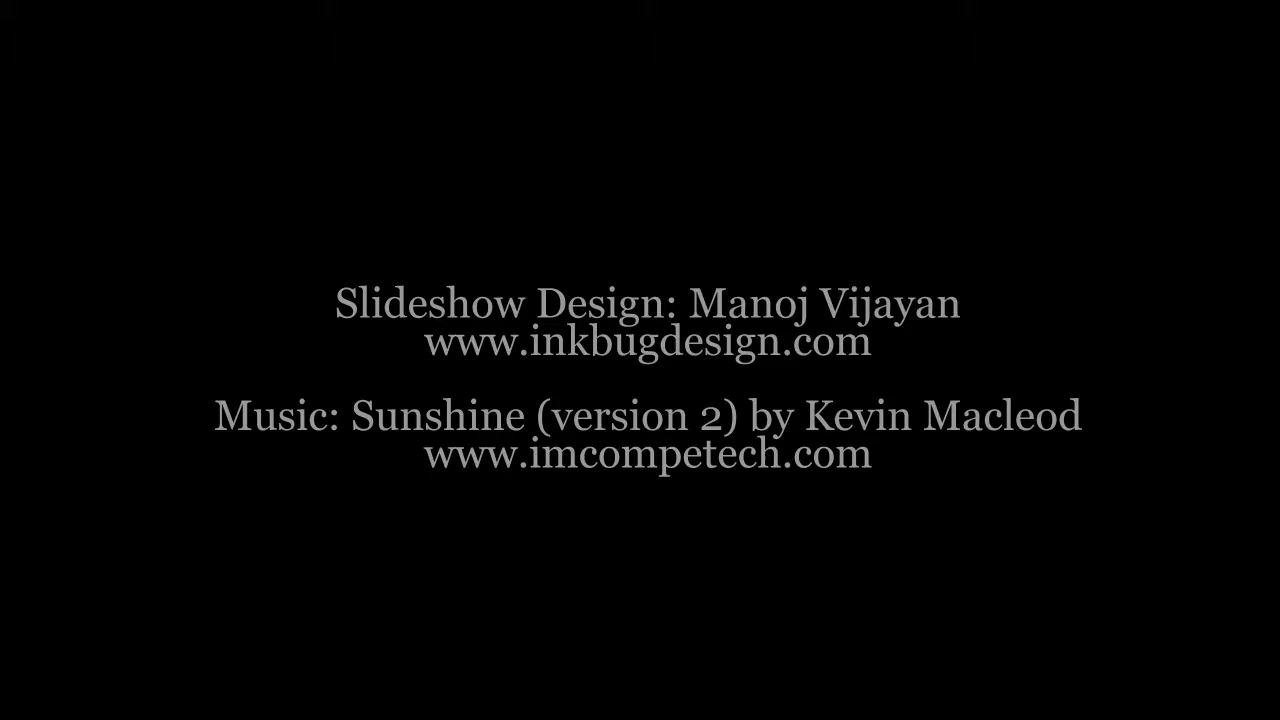 Slideshow Design: Manoj Vijayan
www.inkbugdesign.com
Music: Sunshine (version 2) by Kevin Macleod
www.imcompetech.com